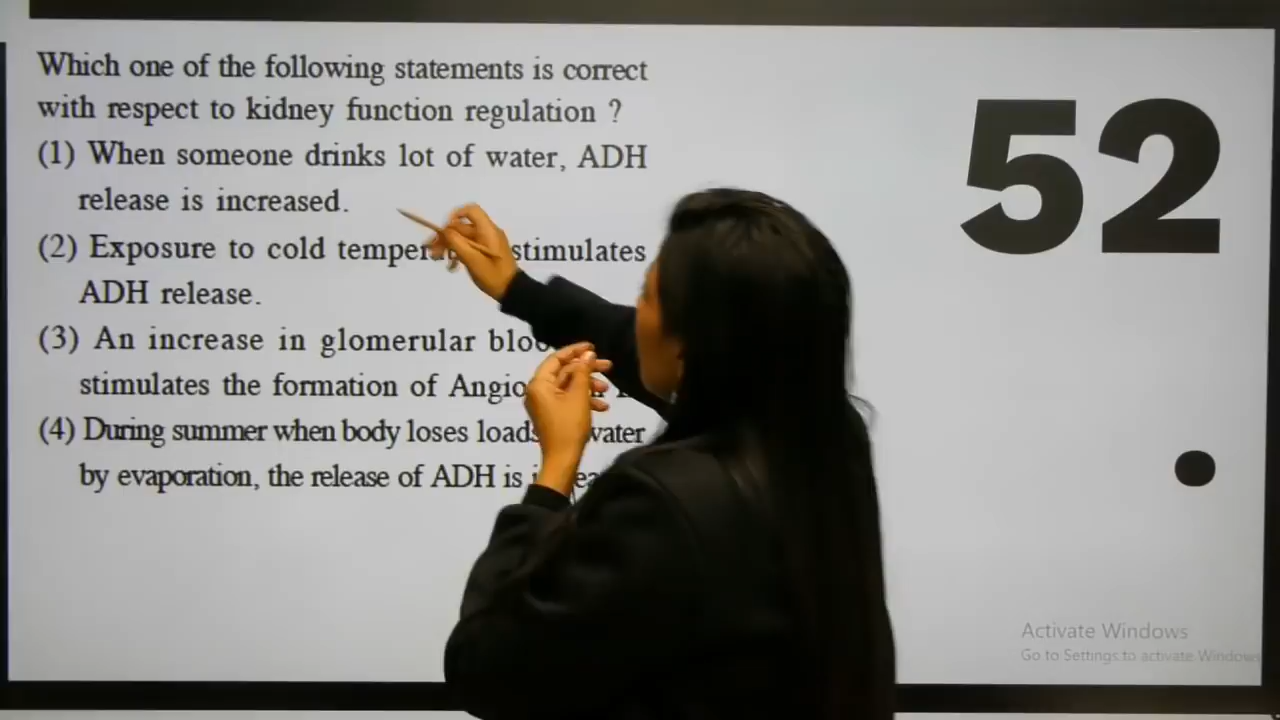 Which one of the following statements is correct
with respect to kidney function regulation ?
(1) When someone drinks lot of water, ADH
release is increased.
(2) Exposure to cold stimulates
ADH release.
(3) An increase in glomerular
stimulates the formation of
(4) During summer when body loses water
by evaporation, the release of ADH is
52
.
Activate Windows
Go to Settings to activate Windows